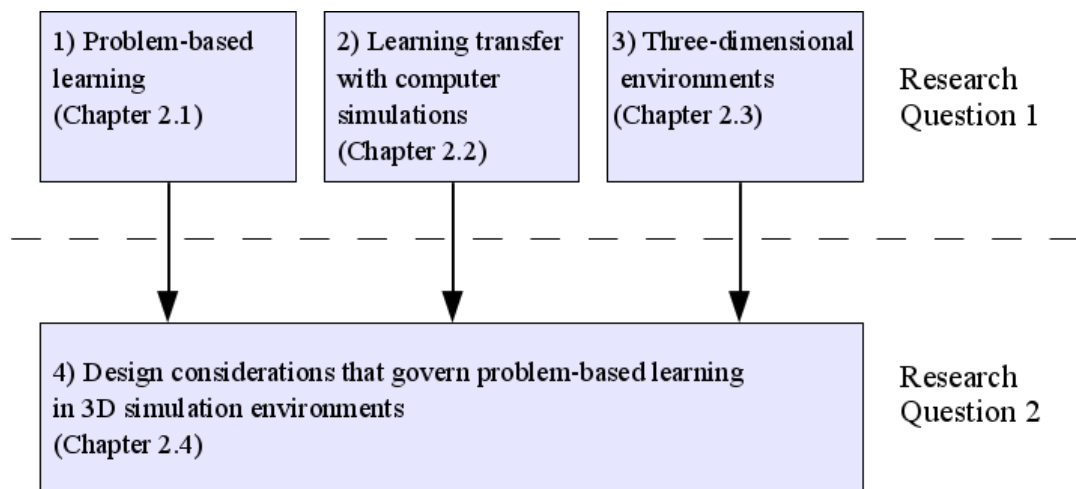 1) Problem-based
learning
(Chapter 2.1)
2) Learning transfer
with computer
simulations
(Chapter 2.2)
3) Three-dimensional
environments
(Chapter 2.3)
Research
Question 1
4) Design considerations that govern problem-based learning
in 3D simulation environments
(Chapter 2.4)
Research
Question 2